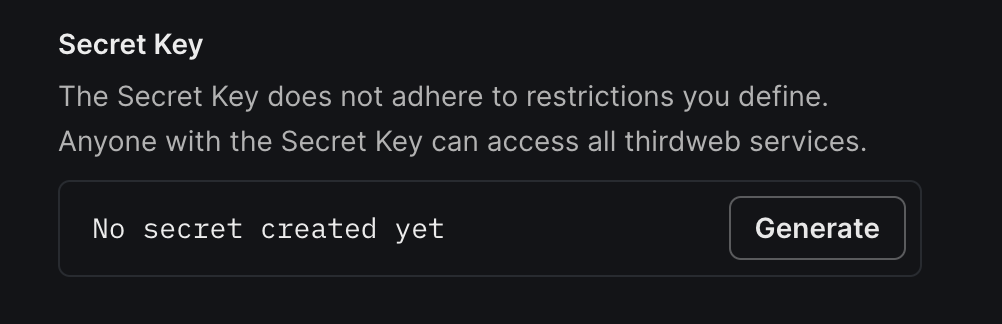 Secret Key
The Secret Key does not adhere to restrictions you define.
Anyone with the Secret Key can access all thirdweb services.
No secret created yet
Generate